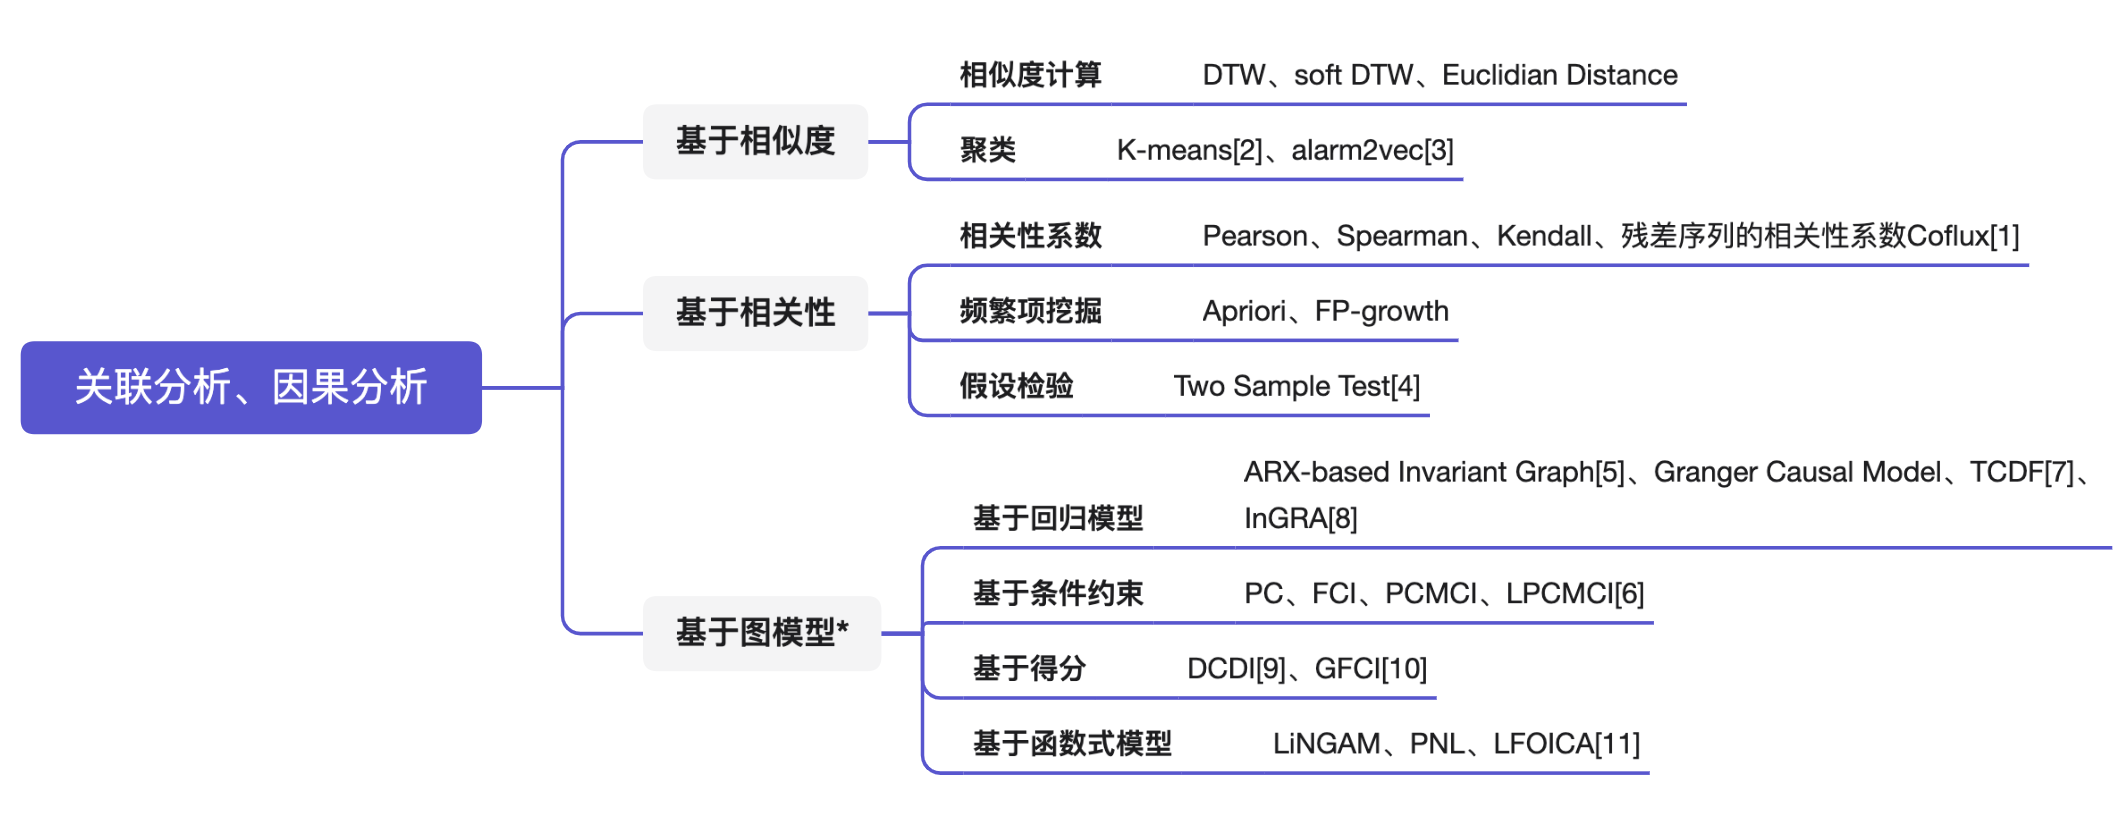 关联分析、因果分析
基于相似度
相似度计算 DTW、soft DTW、Euclidian Distance
聚类 K-means[2]、alarm2vec[3]
基于相关性
相关性系数 Pearson、Spearman、Kendall、残差序列的相关性系数Coflux[1]
频繁项挖掘 Apriori、FP-growth
假设检验 Two Sample Test[4]
基于图模型*
基于回归模型 ARX-based Invariant Graph[5]、Granger Causal Model、TCDF[7]、
InGRA[8]
基于条件约束 PC、FCI、PCMCI、LPCMCI[6]
基于得分 DCDI[9]、GFCI[10]
基于函数式模型 LiNGAM、PNL、LFOICA[11]